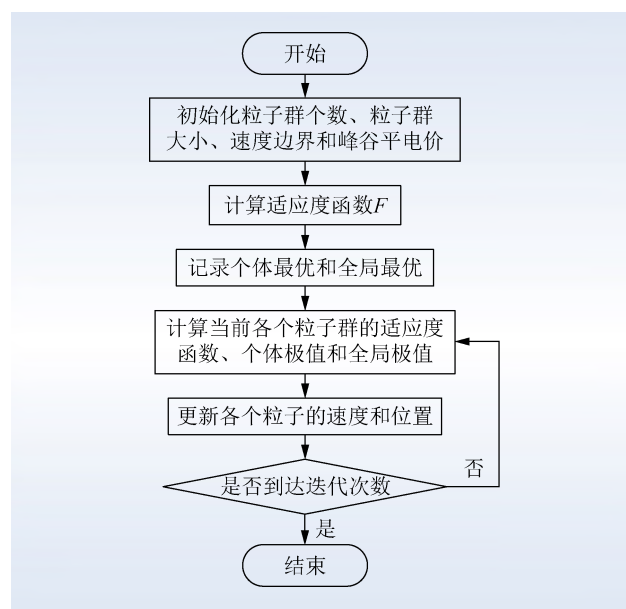 开始
初始化粒子群个数、粒子群
大小、速度边界和峰谷平电价
计算适应度函数F
记录个体最优和全局最优
计算当前各个粒子群的适应度
函数、个体极值和全局极值
更新各个粒子的速度和位置
是否到达迭代次数
否
是
结束